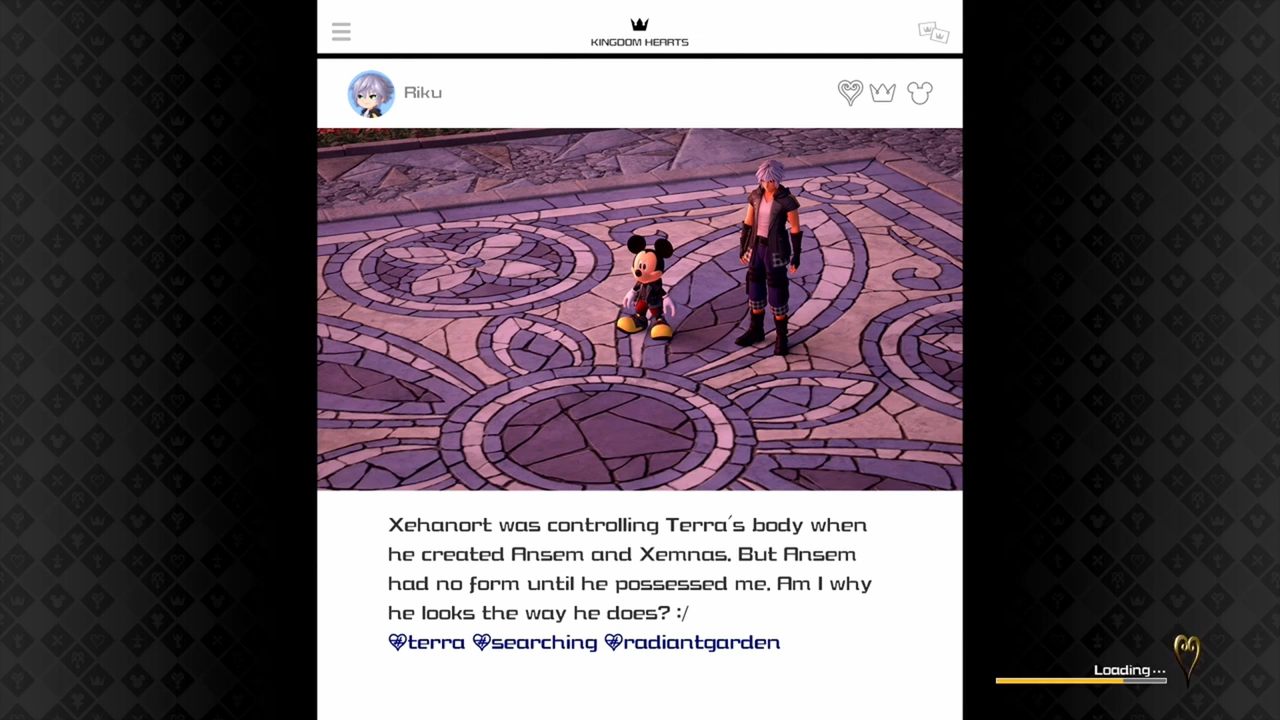 KINGDOM HEARTS
Riku
Xehanort was controlling Terra's body when
he created Ansem and Xemnas. But Ansem
had no form until he possessed me. Am I why
he looks the way he does? :/
#terra #searching #radiantgarden
Loading...